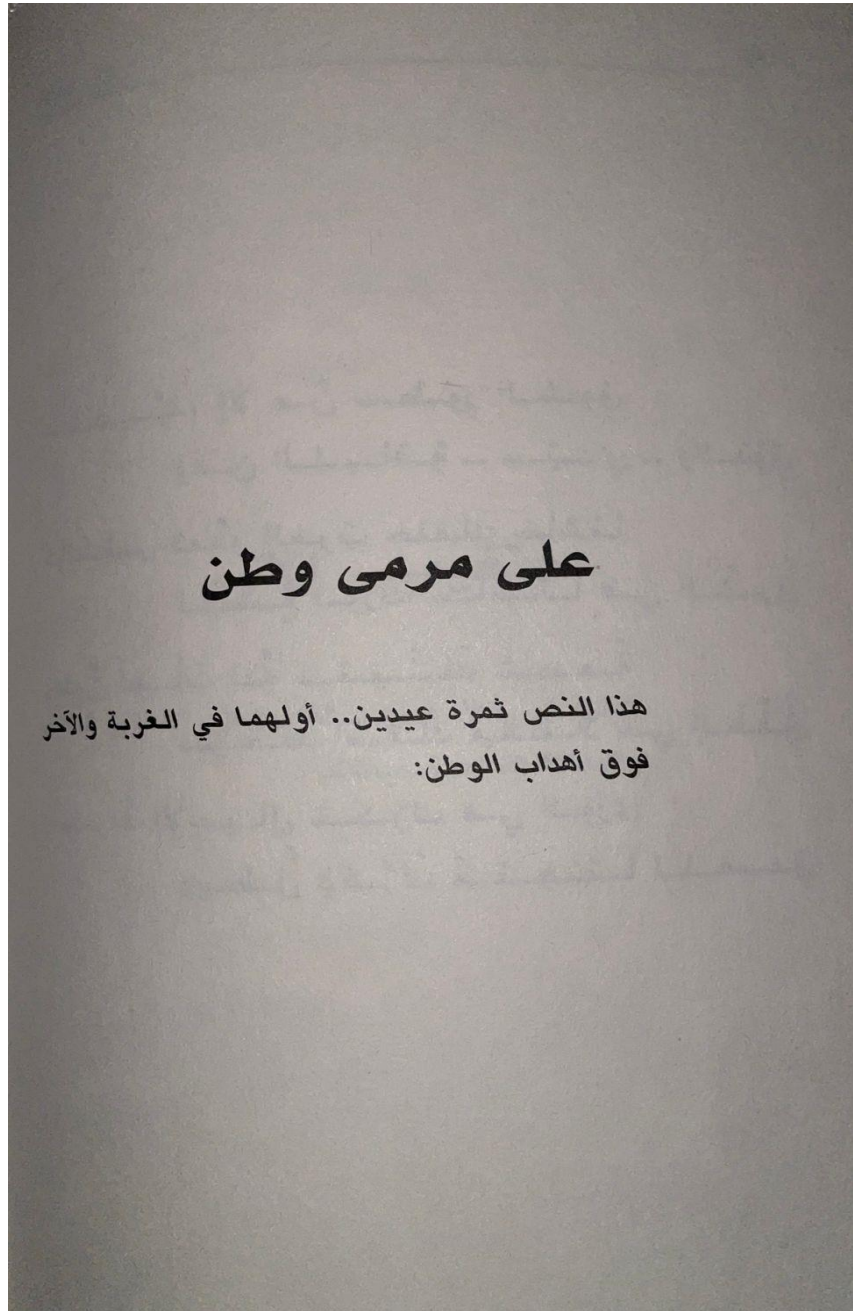 على مرمى وطن
هذا النص ثمرة عيدين.. أولهما في الغربة والآخر
فوق أهداب الوطن: